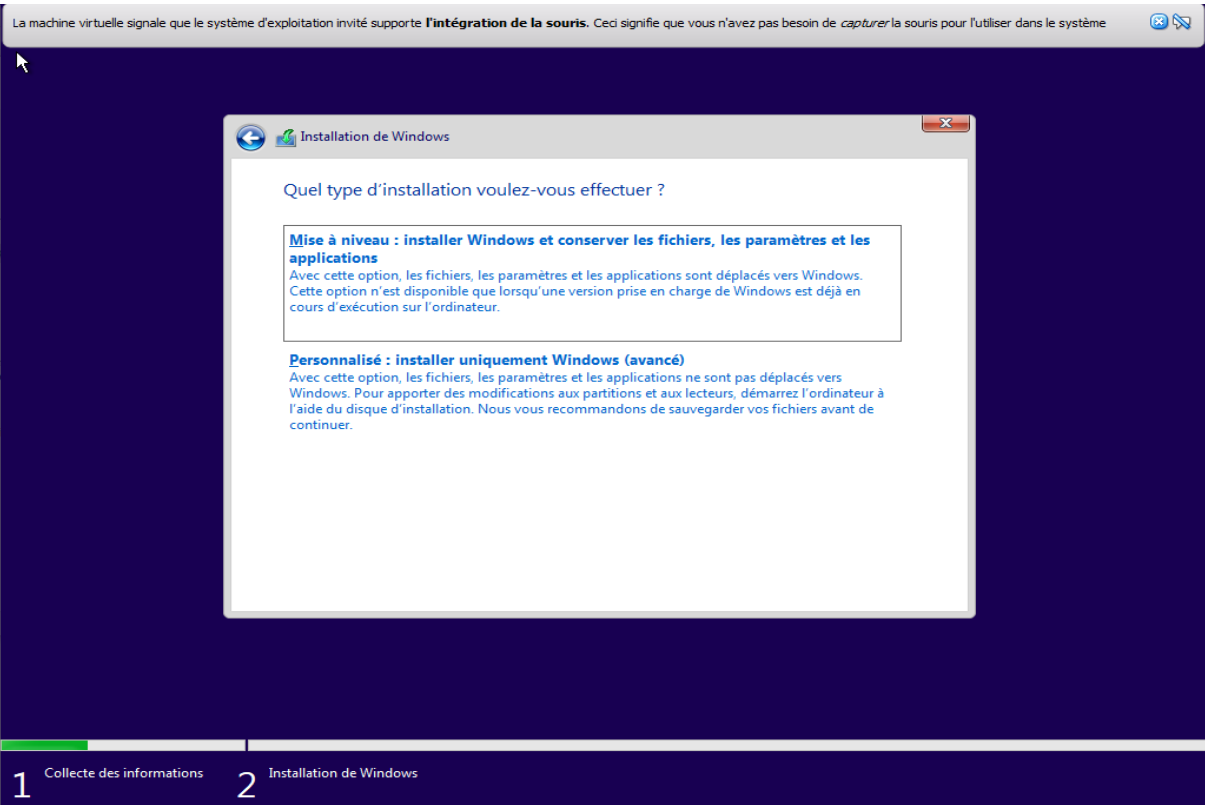 La machine virtuelle signale que le système d'exploitation invité supporte l'intégration de la souris. Ceci signifie que vous n'avez pas besoin de capturer la souris pour l'utiliser dans le système
Installation de Windows
Quel type d'installation voulez-vous effectuer ?
Mise à niveau : installer Windows et conserver les fichiers, les paramètres et les
applications
Avec cette option, les fichiers, les paramètres et les applications sont déplacés vers Windows.
Cette option n'est disponible que lorsqu'une version prise en charge de Windows est déjà en
cours d'exécution sur l'ordinateur.
Personnalisé : installer uniquement Windows (avancé)
Avec cette option, les fichiers, les paramètres et les applications ne sont pas déplacés vers
Windows. Pour apporter des modifications aux partitions et aux lecteurs, démarrez l'ordinateur à
l'aide du disque d'installation. Nous vous recommandons de sauvegarder vos fichiers avant de
continuer.
1 Collecte des informations 2 Installation de Windows